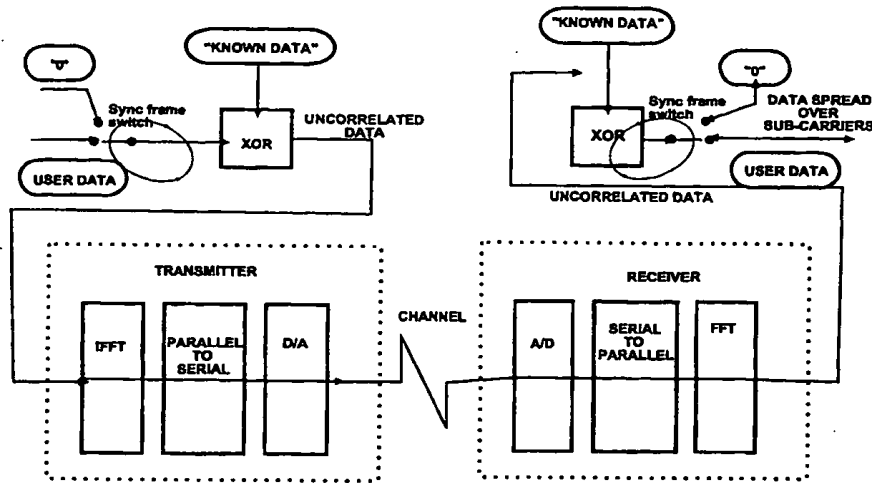 "0"
"KNOWN DATA"
Sync frame
switch
XOR
UNCORRELATED
DATA
USER DATA
"KNOWN DATA"
"0"
Sync frame
switch
XOR
DATA SPREAD
OVER
SUB-CARRIERS
USER DATA
UNCORRELATED DATA
TRANSMITTER
IFFT
PARALLEL
TO
SERIAL
D/A
CHANNEL
RECEIVER
A/D
SERIAL
TO
PARALLEL
FFT